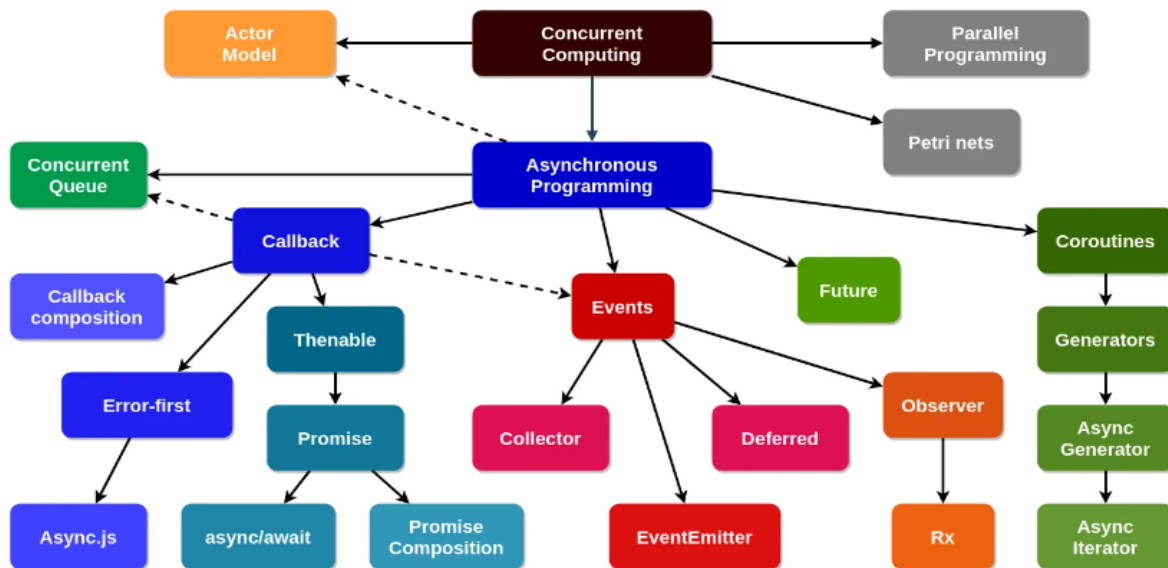 Actor
Model
Concurrent
Computing
Parallel
Programming
Petri nets
Concurrent
Queue
Asynchronous
Programming
Callback
Coroutines
Callback
composition
Events
Future
Thenable
Generators
Error-first
Promise
Collector
Deferred
Observer
Async
Generator
Async.js
async/await
Promise
Composition
EventEmitter
Rx
Async
Iterator